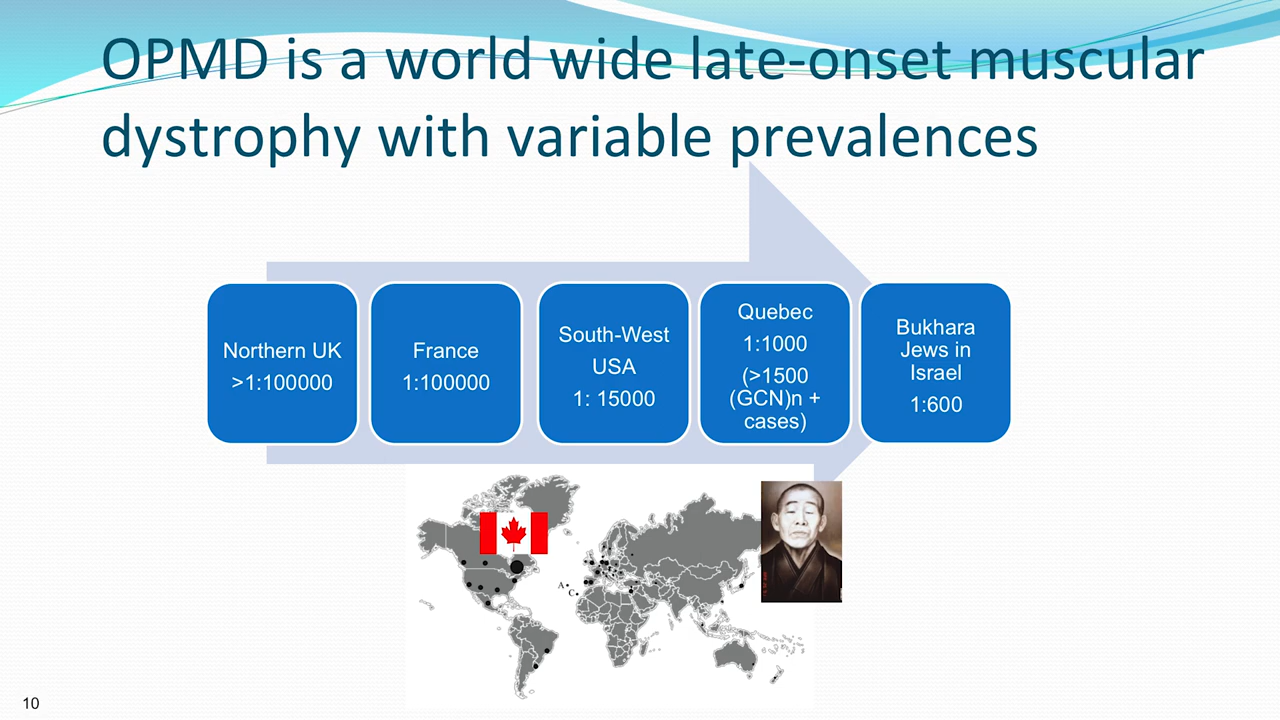 OPMD is a world wide late-onset muscular
dystrophy with variable prevalences
Northern UK
>1:100000
France
1:100000
South-West
USA
1: 15000
Quebec
1:1000
(>1500
(GCN)n +
cases)
Bukhara
Jews in
Israel
1:600
A
C
10